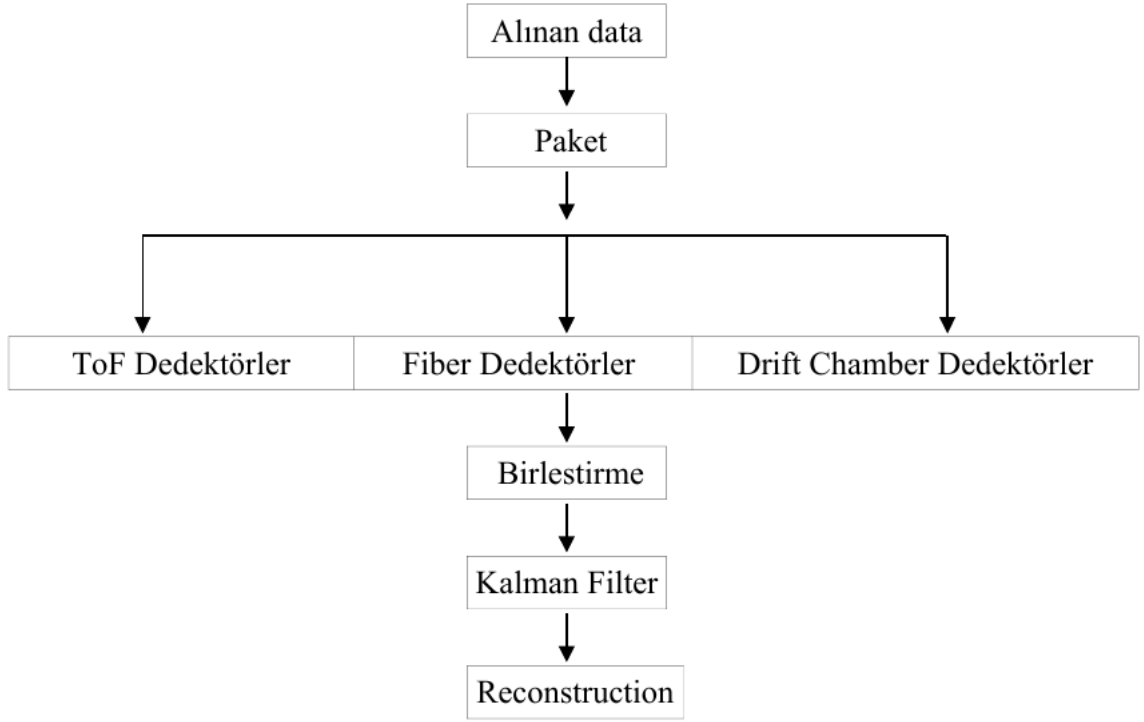 Alınan data
Paket
ToF Dedektörler
Fiber Dedektörler
Drift Chamber Dedektörler
Birlestirme
Kalman Filter
Reconstruction